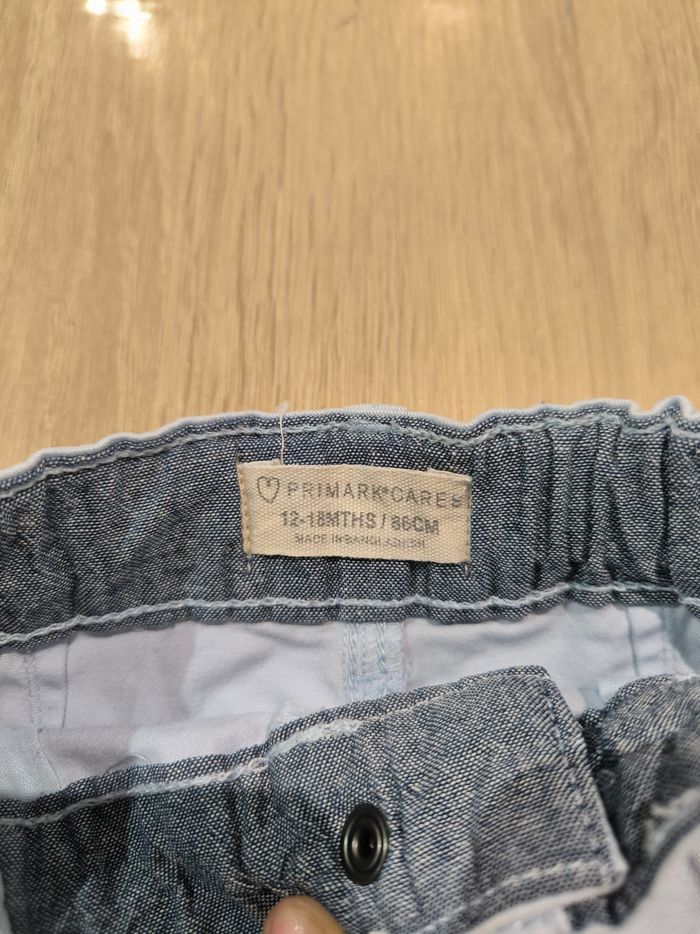 PRIMARK®CARES
12-18MTHS / 86CM
MADE IN BANGLADESH